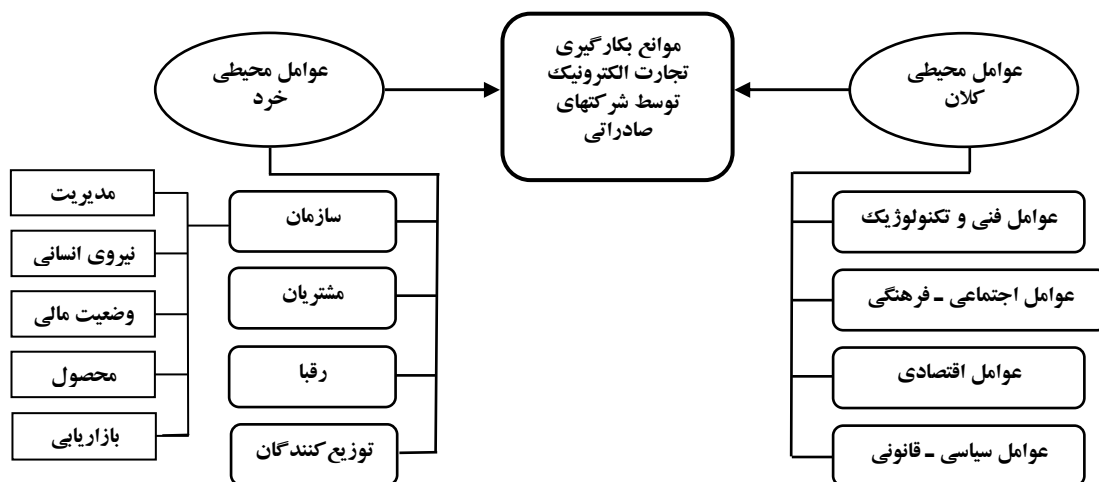 موانع بکارگیری
تجارت الکترونیک
توسط شرکتهای
صادراتی
عوامل محیطی
کلان
عوامل فنی و تکنولوژیک
عوامل اجتماعی ـ فرهنگی
عوامل اقتصادی
عوامل سیاسی ـ قانونی
عوامل محیطی
خرد
سازمان
مشتریان
رقبا
توزیع کنندگان
مدیریت
نیروی انسانی
وضعیت مالی
محصول
بازاریابی